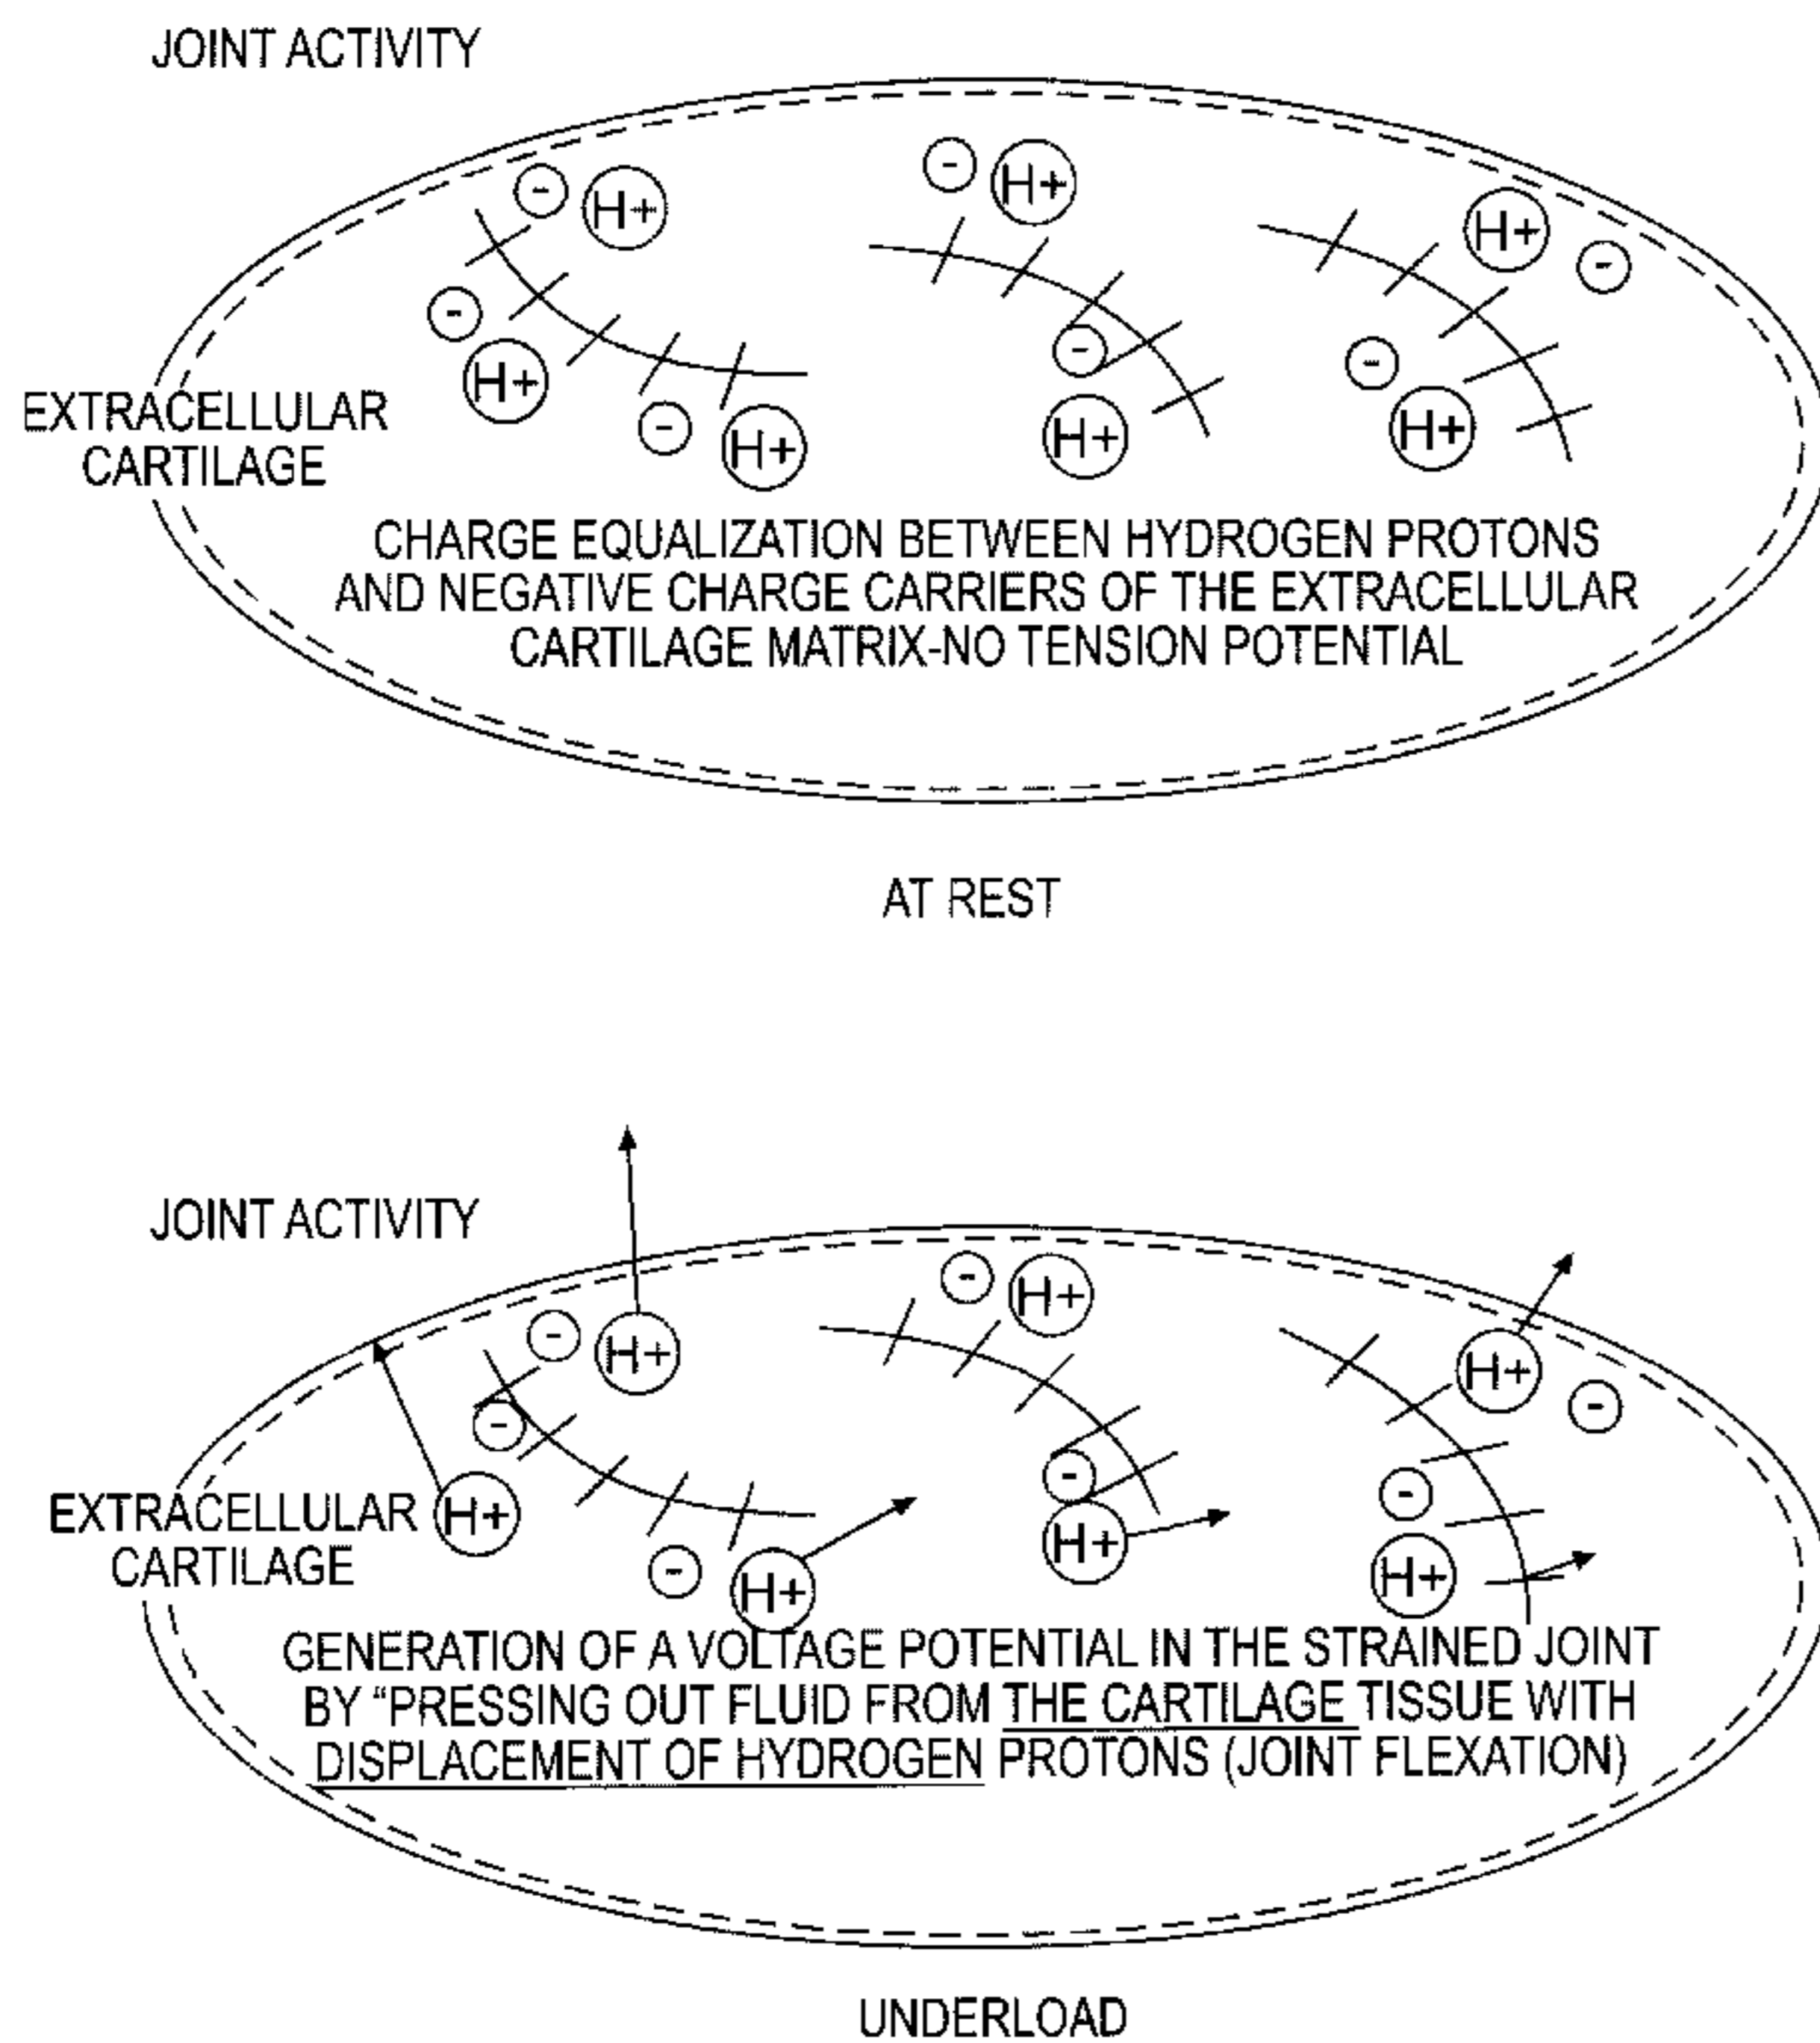 JOINT ACTIVITY
- H+
- H+
H+ -
- H+
- H+
- H+
- H+
EXTRACELLULAR
CARTILAGE
CHARGE EQUALIZATION BETWEEN HYDROGEN PROTONS
AND NEGATIVE CHARGE CARRIERS OF THE EXTRACELLULAR
CARTILAGE MATRIX-NO TENSION POTENTIAL
AT REST
JOINT ACTIVITY
- H+
- H+
H+ -
- H+
- H+
- H+
- H+
EXTRACELLULAR
CARTILAGE
GENERATION OF A VOLTAGE POTENTIAL IN THE STRAINED JOINT
BY “PRESSING OUT FLUID FROM THE CARTILAGE TISSUE WITH
DISPLACEMENT OF HYDROGEN PROTONS (JOINT FLEXATION)
UNDERLOAD